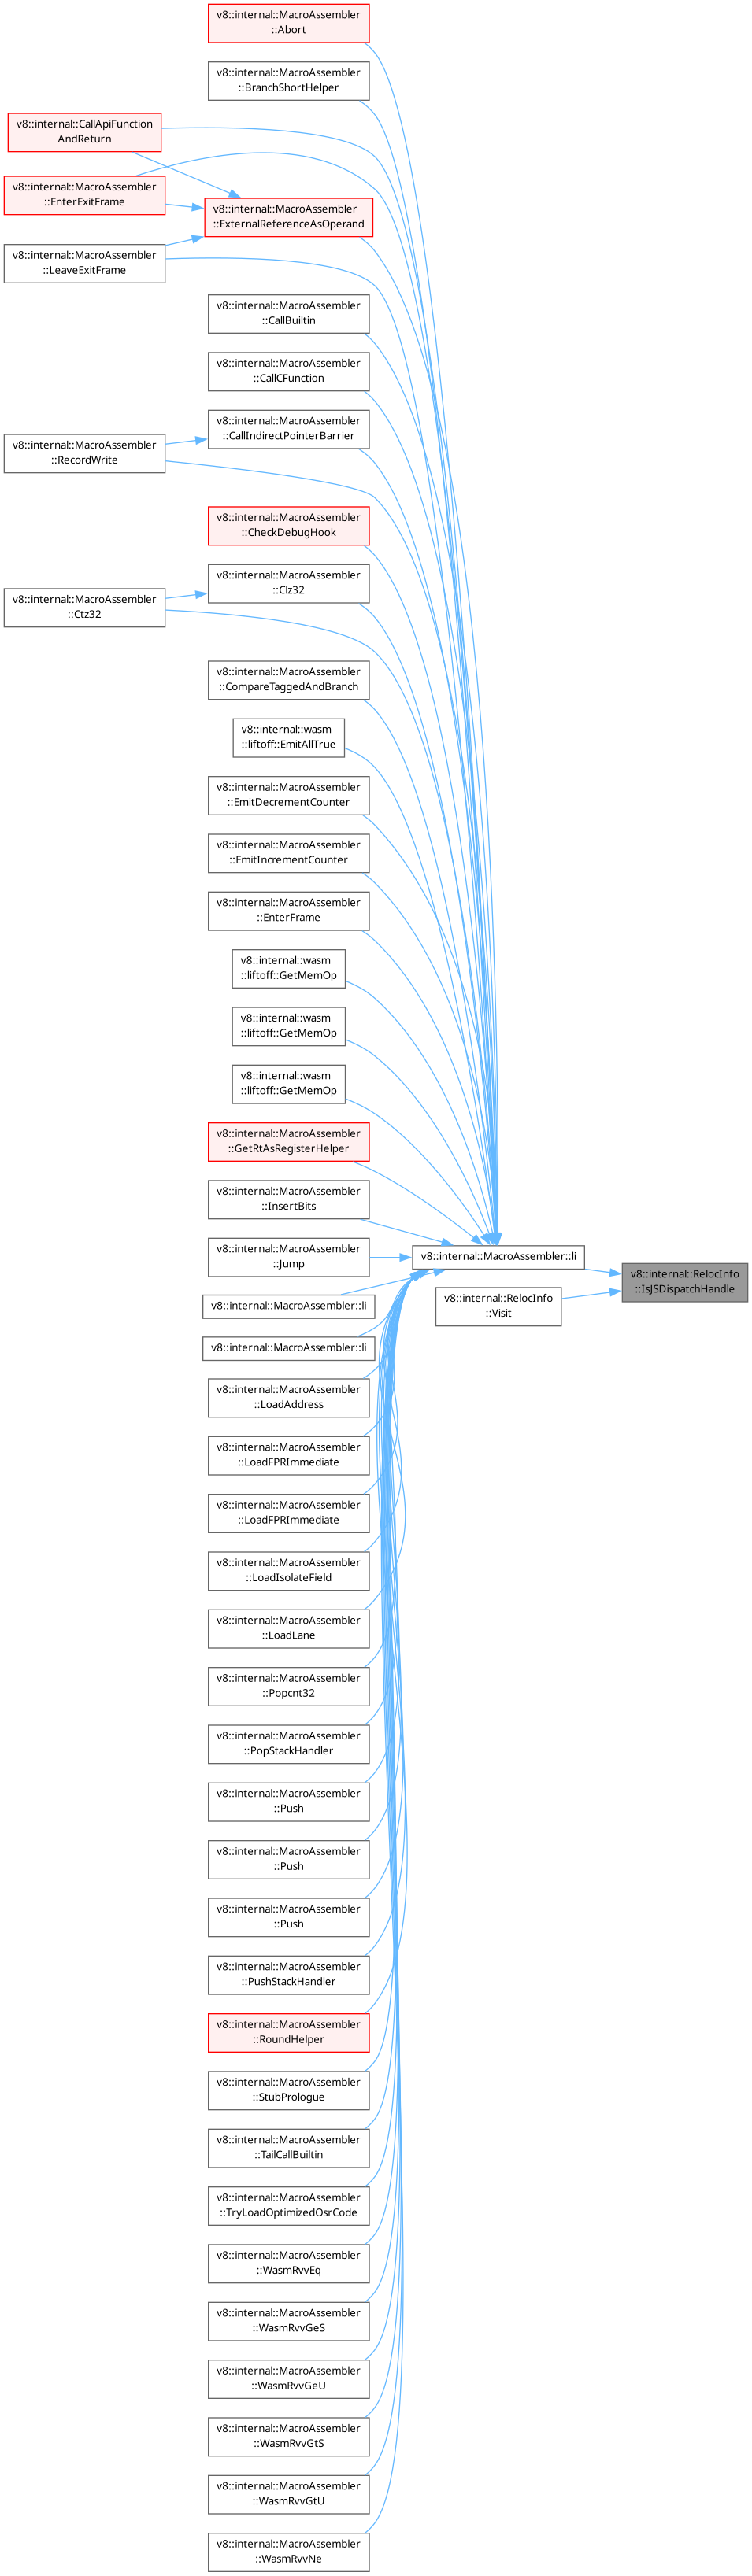 v8::internal::MacroAssembler
::Abort
v8::internal::MacroAssembler
::BranchShortHelper
v8::internal::CallApiFunction
AndReturn
v8::internal::MacroAssembler
::EnterExitFrame
v8::internal::MacroAssembler
::ExternalReferenceAsOperand
v8::internal::MacroAssembler
::LeaveExitFrame
v8::internal::MacroAssembler
::CallBuiltin
v8::internal::MacroAssembler
::CallCFunction
v8::internal::MacroAssembler
::CallIndirectPointerBarrier
v8::internal::MacroAssembler
::RecordWrite
v8::internal::MacroAssembler
::CheckDebugHook
v8::internal::MacroAssembler
::Clz32
v8::internal::MacroAssembler
::Ctz32
v8::internal::MacroAssembler
::CompareTaggedAndBranch
v8::internal::wasm
::liftoff::EmitAllTrue
v8::internal::MacroAssembler
::EmitDecrementCounter
v8::internal::MacroAssembler
::EmitIncrementCounter
v8::internal::MacroAssembler
::EnterFrame
v8::internal::wasm
::liftoff::GetMemOp
v8::internal::wasm
::liftoff::GetMemOp
v8::internal::wasm
::liftoff::GetMemOp
v8::internal::MacroAssembler
::GetRtAsRegisterHelper
v8::internal::MacroAssembler
::InsertBits
v8::internal::MacroAssembler
::Jump
v8::internal::MacroAssembler::li
v8::internal::RelocInfo
::IsJSDispatchHandle
v8::internal::RelocInfo
::Visit
v8::internal::MacroAssembler::li
v8::internal::MacroAssembler::li
v8::internal::MacroAssembler
::LoadAddress
v8::internal::MacroAssembler
::LoadFPRImmediate
v8::internal::MacroAssembler
::LoadFPRImmediate
v8::internal::MacroAssembler
::LoadIsolateField
v8::internal::MacroAssembler
::LoadLane
v8::internal::MacroAssembler
::Popcnt32
v8::internal::MacroAssembler
::PopStackHandler
v8::internal::MacroAssembler
::Push
v8::internal::MacroAssembler
::Push
v8::internal::MacroAssembler
::Push
v8::internal::MacroAssembler
::PushStackHandler
v8::internal::MacroAssembler
::RoundHelper
v8::internal::MacroAssembler
::StubPrologue
v8::internal::MacroAssembler
::TailCallBuiltin
v8::internal::MacroAssembler
::TryLoadOptimizedOsrCode
v8::internal::MacroAssembler
::WasmRvvEq
v8::internal::MacroAssembler
::WasmRvvGeS
v8::internal::MacroAssembler
::WasmRvvGeU
v8::internal::MacroAssembler
::WasmRvvGtS
v8::internal::MacroAssembler
::WasmRvvGtU
v8::internal::MacroAssembler
::WasmRvvNe